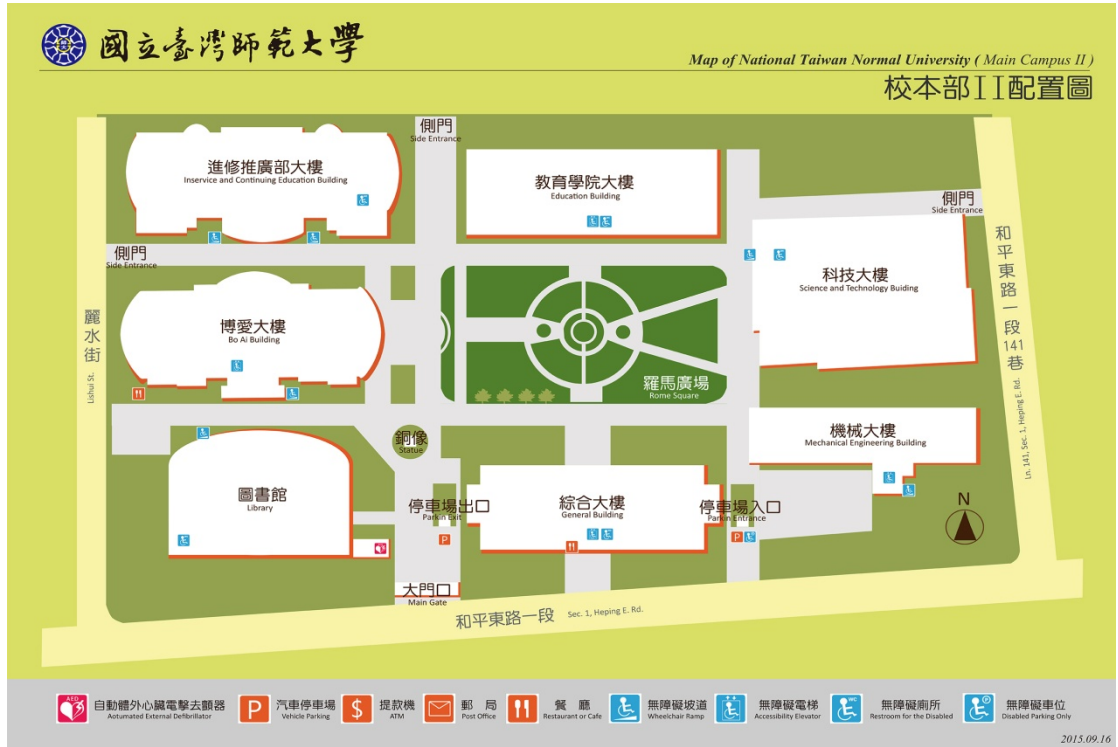 國立臺灣師範大學
Map of National Taiwan Normal University ( Main Campus II )
校本部II配置圖
側門
Side Entrance
進修推廣部大樓
Inservice and Continuing Education Building
教育學院大樓
Education Building
側門
Side Entrance
側門
Side Entrance
科技大樓
Science and Technology Buiding
和平東路一段141巷
Ln. 141, Sec. 1, Heping E. Rd.
麗水街
Lishui St.
博愛大樓
Bo Ai Building
羅馬廣場
Rome Square
銅像
Statue
機械大樓
Mechanical Engineering Building
圖書館
Library
停車場出口
Parkin Exit
P
綜合大樓
General Building
停車場入口
Parkin Entrance
P
N
大門口
Main Gate
和平東路一段 Sec. 1, Heping E. Rd.
AED
自動體外心臟電擊去顫器
Aotumated External Defibrillator
P
汽車停車場
Vehicle Parking
$
提款機
ATM
郵 局
Post Office
餐 廳
Restaurant or Cafe
無障礙坡道
Wheelchair Ramp
無障礙電梯
Accessibility Elevator
WC
無障礙廁所
Restroom for the Disabled
P
無障礙車位
Disabled Parking Only
2015.09.16